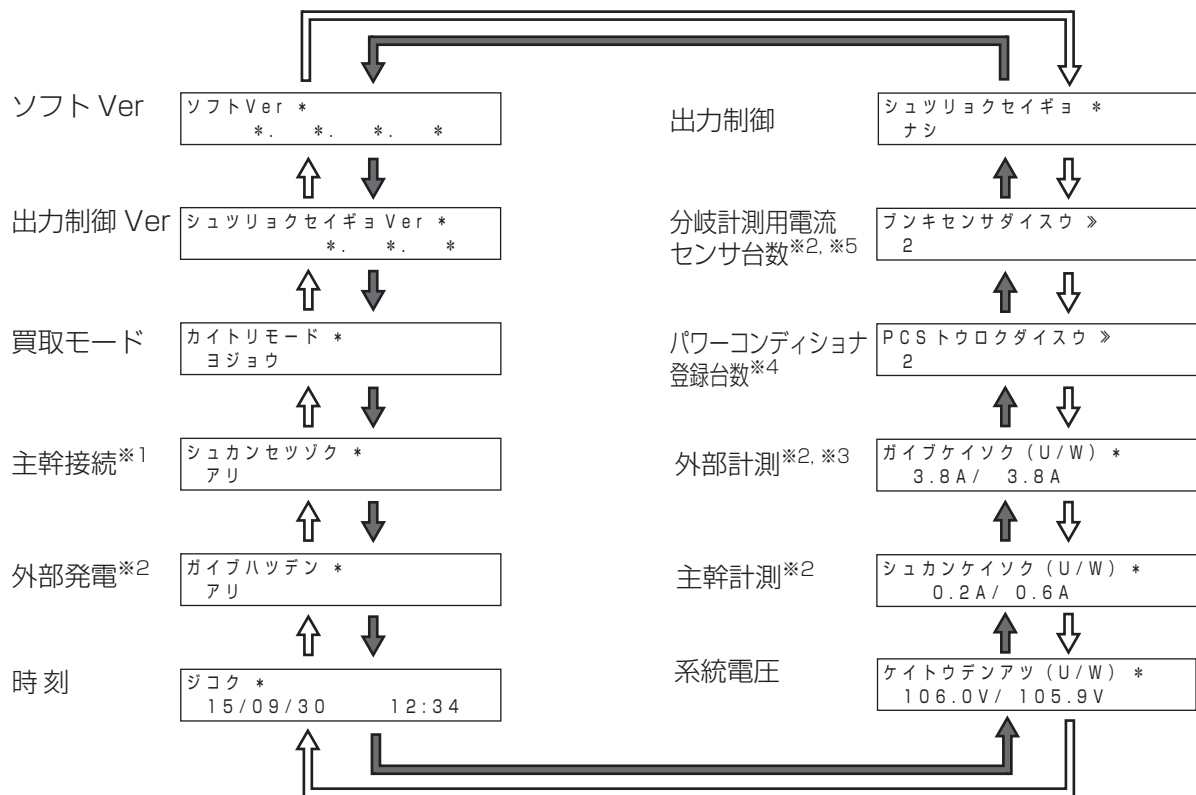 ソフト Ver
ソフトVer *
*. *. *. *
出力制御 Ver
シュツリョクセイギョVer *
*. *. *
買取モード
カイトリモード *
ヨジョウ
主幹接続※1
シュカンセツゾク *
アリ
外部発電※2
ガイブハツデン *
アリ
時 刻
ジコク *
15/09/30 12:34
出力制御
シュツリョクセイギョ *
ナシ
分岐計測用電流
センサ台数※2, ※5
ブンキセンサダイスウ »
2
パワーコンディショナ
登録台数※4
PCSトウロクダイスウ »
2
外部計測※2, ※3
ガイブケイソク(U/W) *
3.8A/ 3.8A
主幹計測※2
シュカンケイソク(U/W) *
0.2A/ 0.6A
系統電圧
ケイトウデンアツ(U/W) *
106.0V/ 105.9V